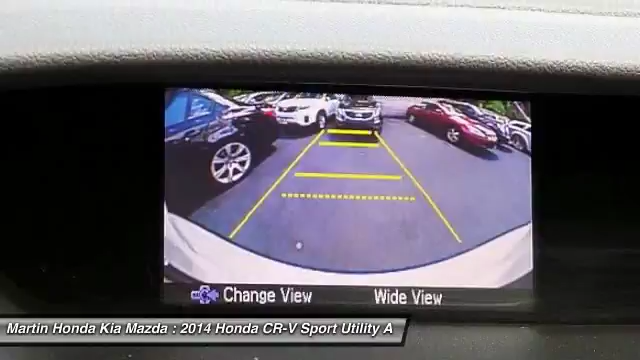 Change View
Wide View
Martin Honda Kia Mazda : 2014 Honda CR-V Sport Utility A